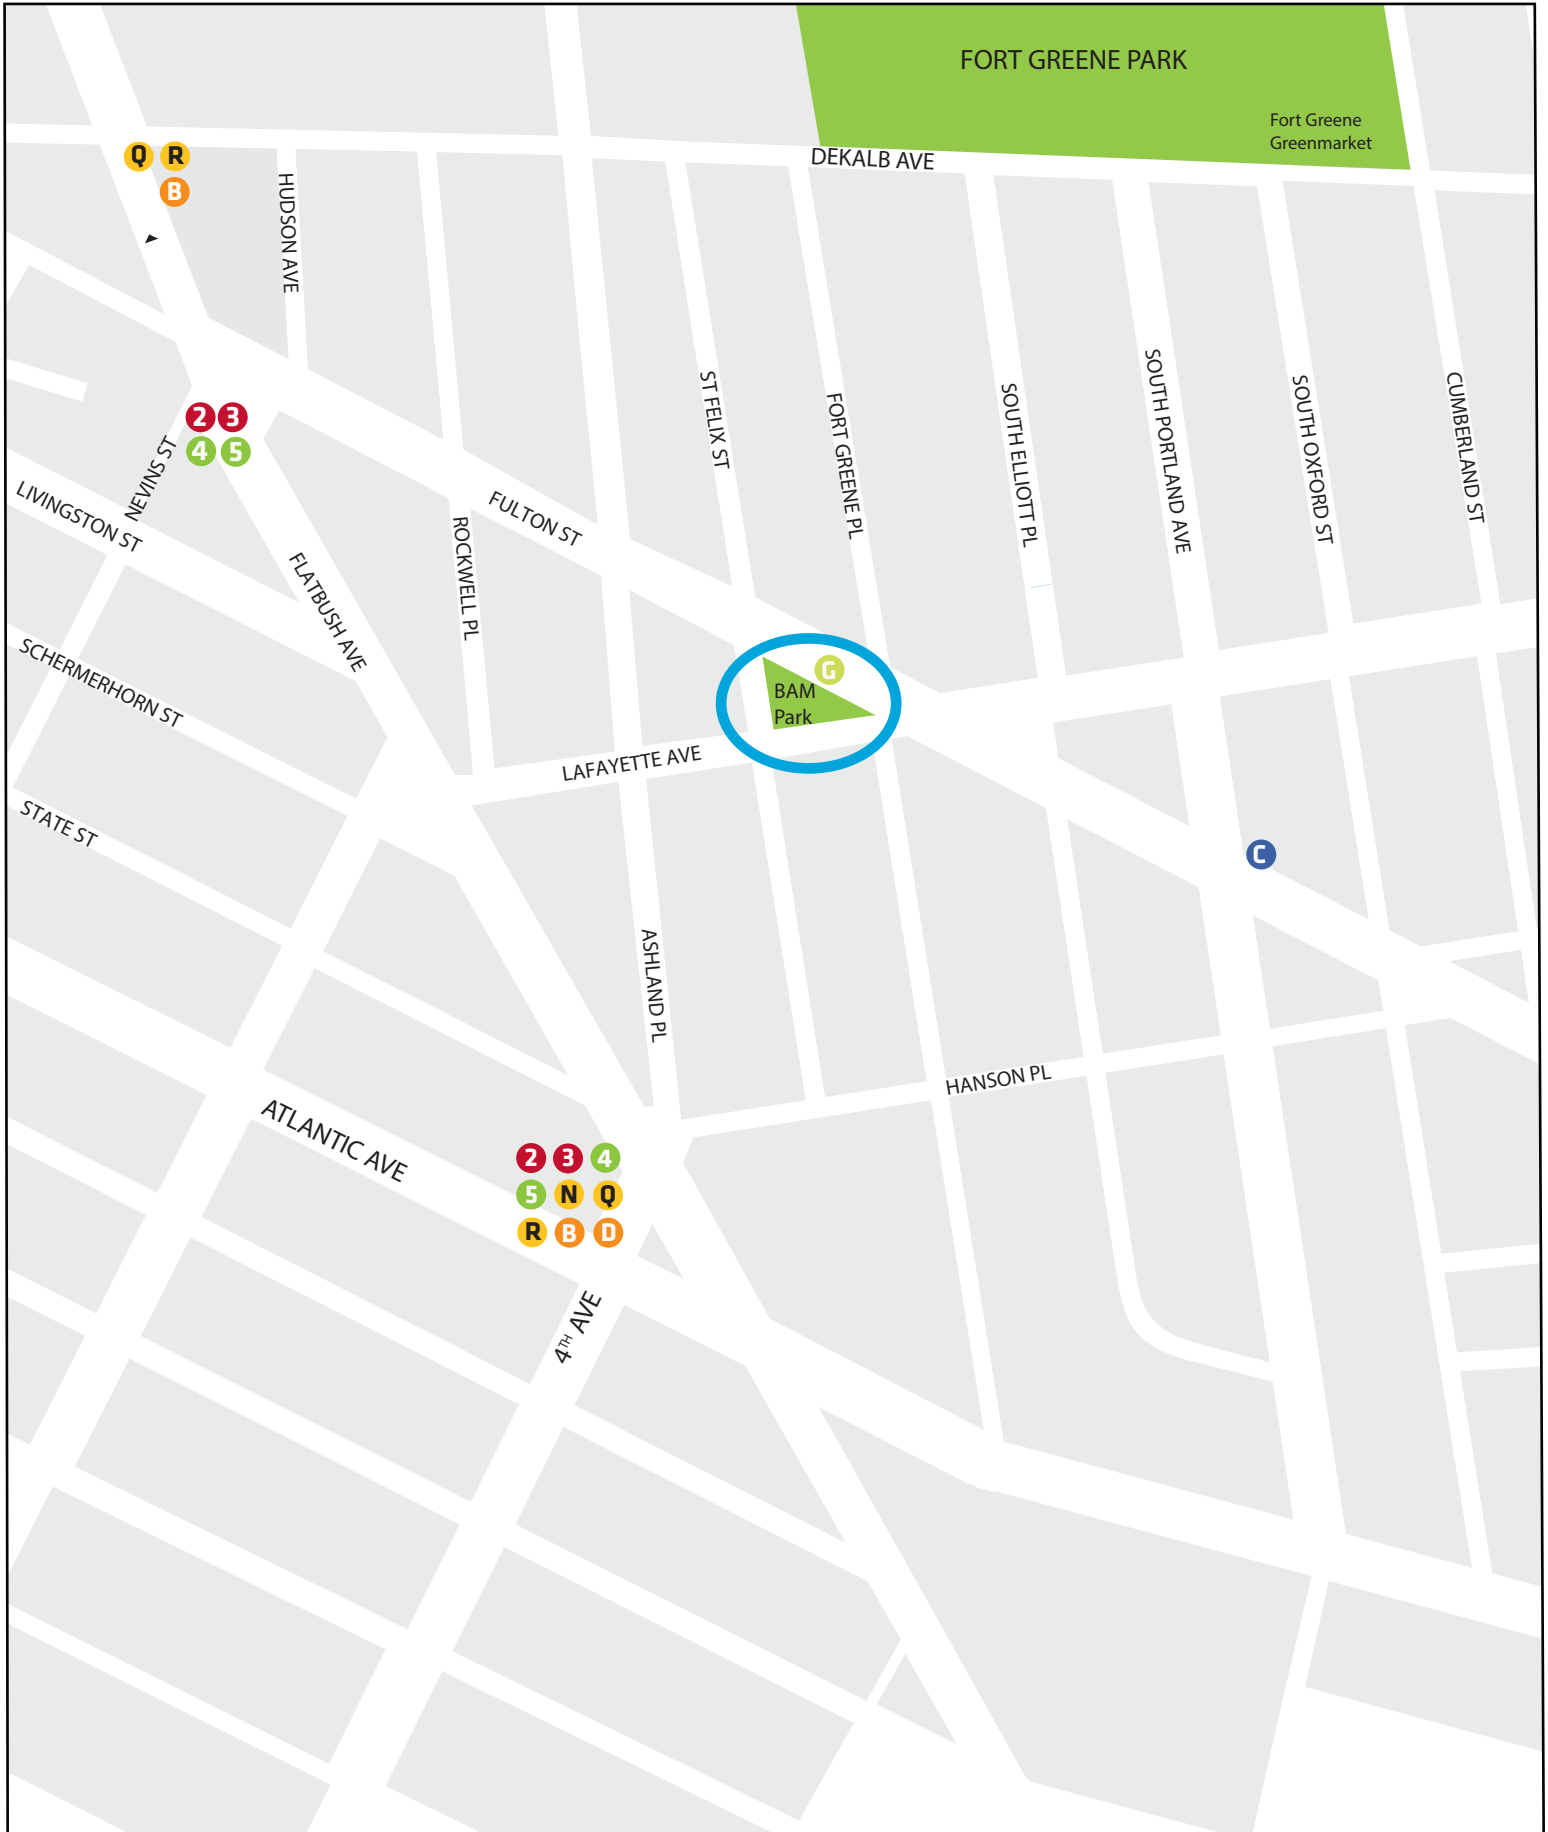 FORT GREENE PARK
Fort Greene
Greenmarket
DEKALB AVE
Q R
B
HUDSON AVE
2 3
4 5
NEVINS ST
LIVINGSTON ST
FLATBUSH AVE
ROCKWELL PL
FULTON ST
ST FELIX ST
FORT GREENE PL
SOUTH ELLIOTT PL
SOUTH PORTLAND AVE
SOUTH OXFORD ST
CUMBERLAND ST
SCHERMERHORN ST
G
BAM
Park
LAFAYETTE AVE
STATE ST
C
ASHLAND PL
HANSON PL
ATLANTIC AVE
2 3 4
5 N Q
R B D
4TH AVE